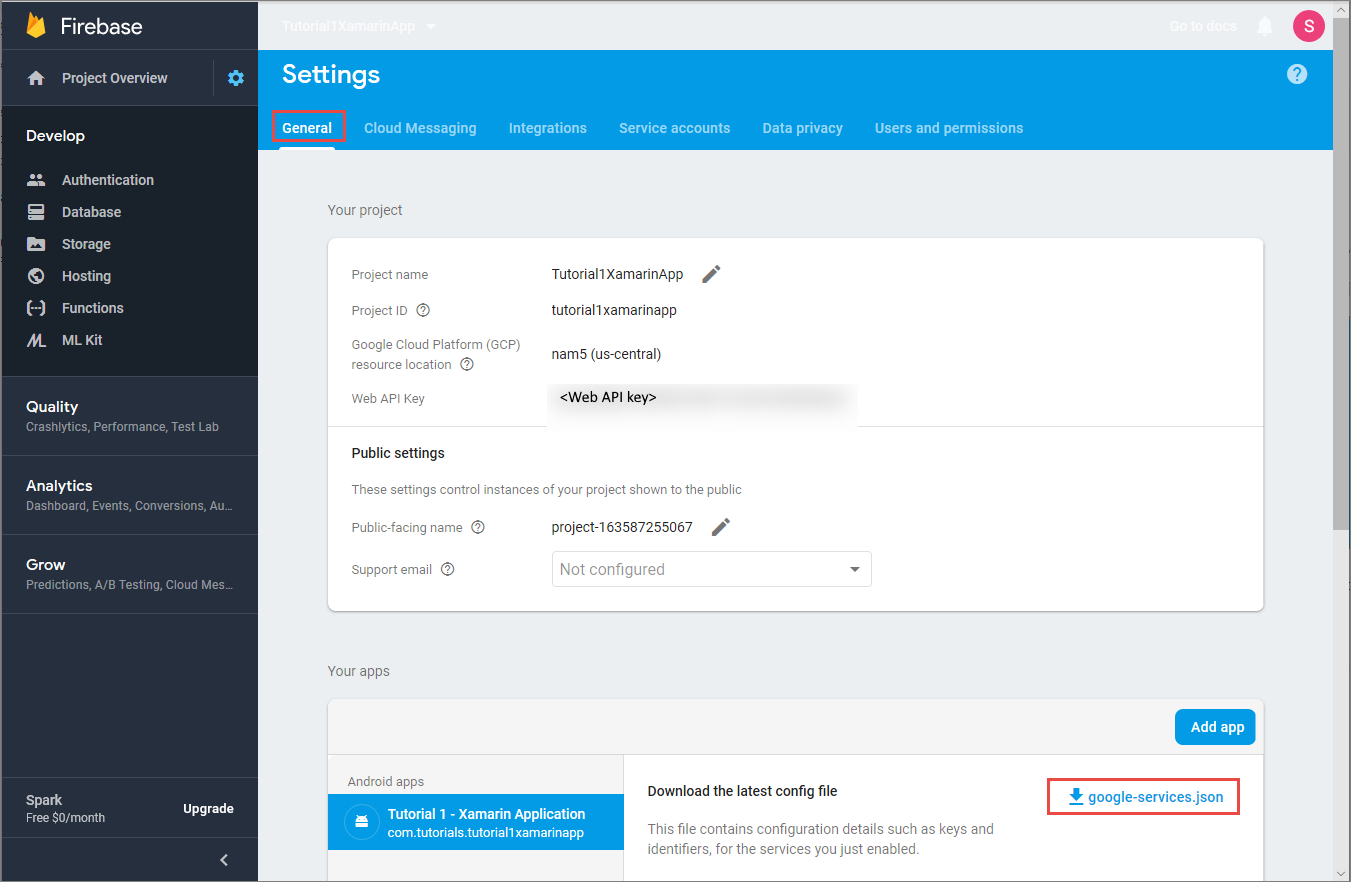 Firebase
Project Overview
Develop
Authentication
Database
Storage
Hosting
Functions
ML Kit
Quality
Crashlytics, Performance, Test Lab
Analytics
Dashboard, Events, Conversions, Au...
Grow
Predictions, A/B Testing, Cloud Mes...
Spark
Free $0/month
Upgrade
Tutorial1XamarinApp
Go to docs
S
Settings
General Cloud Messaging Integrations Service accounts Data privacy Users and permissions
Your project
Project name Tutorial1XamarinApp
Project ID tutorial1xamarinapp
Google Cloud Platform (GCP)
resource location nam5 (us-central)
Web API Key <Web API key>
Public settings
These settings control instances of your project shown to the public
Public-facing name project-163587255067
Support email Not configured
Your apps
Add app
Android apps
Tutorial 1 - Xamarin Application
com.tutorials.tutorial1xamarinapp
Download the latest config file
google-services.json
This file contains configuration details such as keys and
identifiers, for the services you just enabled.